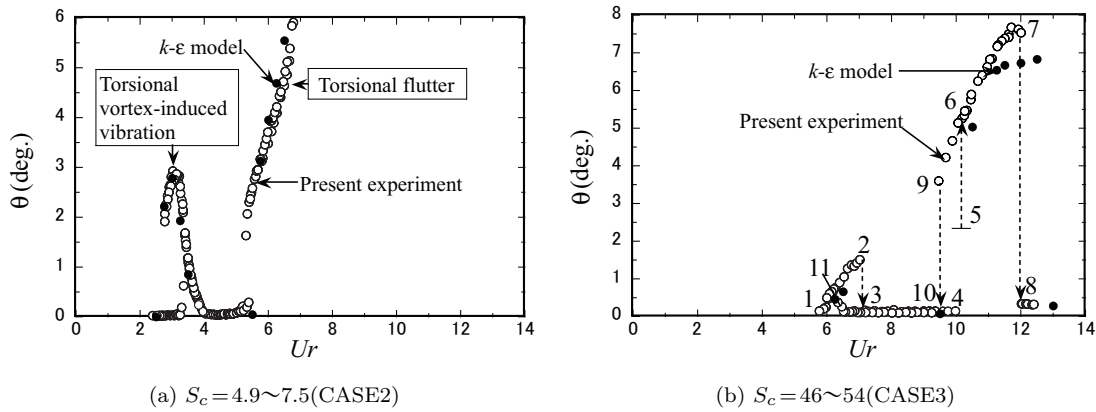 6
5
4
3
2
1
0
θ(deg.)
0 2 4 6 8 10 12 14
Ur
k-ε model
Torsional
vortex-induced
vibration
Torsional flutter
Present experiment
(a) S_c=4.9～7.5(CASE2)
8
7
6
5
4
3
2
1
0
θ(deg.)
0 2 4 6 8 10 12 14
Ur
7
k-ε model
6
Present experiment
9
5
2
11
1
3
10
4
8
(b) S_c=46～54(CASE3)